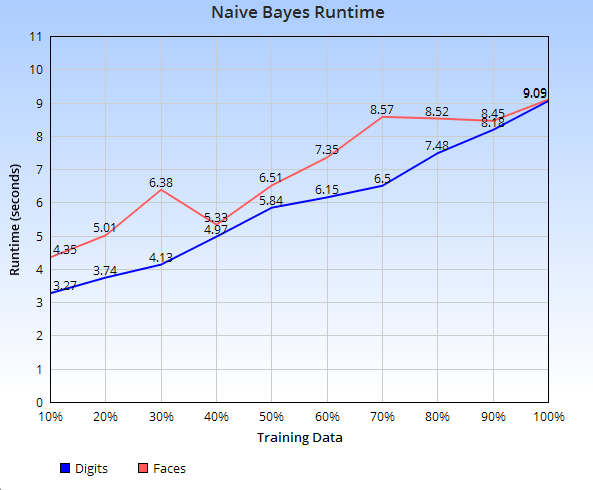 Naive Bayes Runtime
11
10
9
8
7
6
5
4
3
2
1
0
Runtime (seconds)
4.35 5.01 6.38 5.33 6.51 7.35 8.57 8.52 8.45
3.27 3.74 4.13 4.97 5.84 6.15 6.5 7.48 8.18 9.09
10% 20% 30% 40% 50% 60% 70% 80% 90% 100%
Training Data
Digits Faces